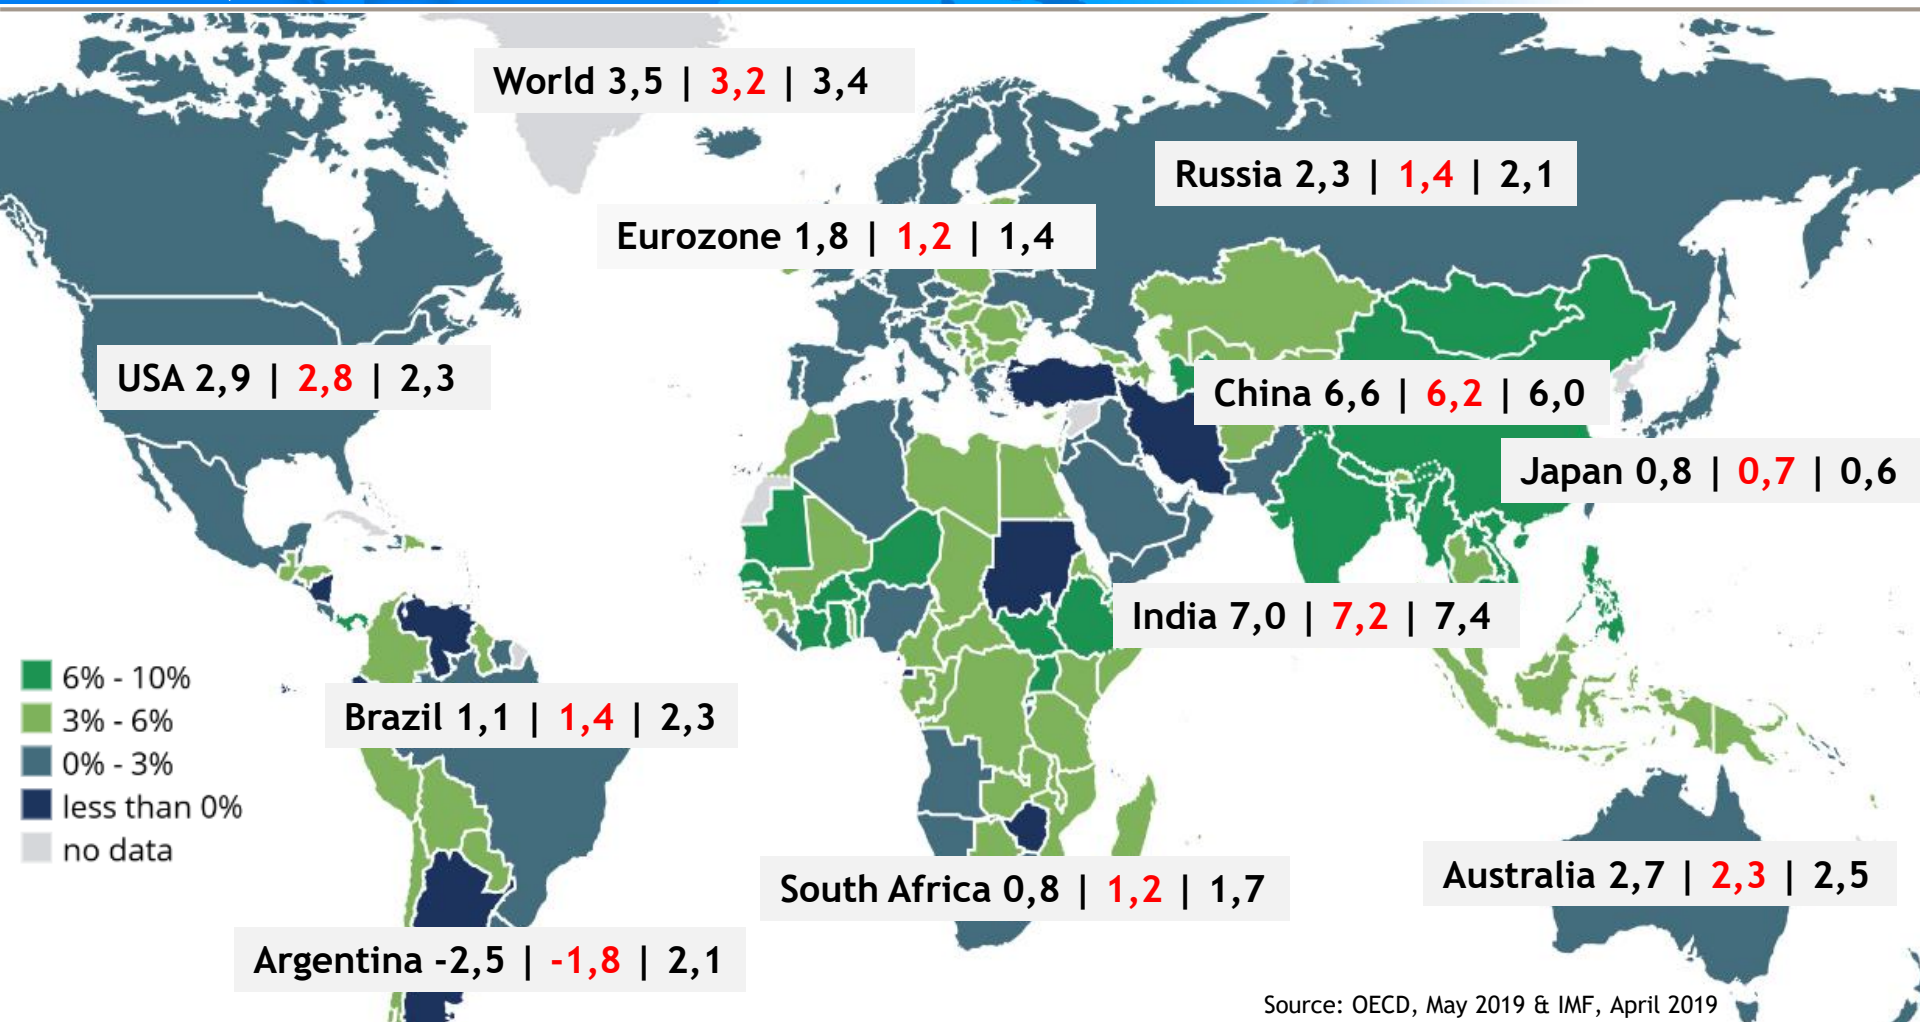 World 3,5 | 3,2 | 3,4
Russia 2,3 | 1,4 | 2,1
Eurozone 1,8 | 1,2 | 1,4
USA 2,9 | 2,8 | 2,3
China 6,6 | 6,2 | 6,0
Japan 0,8 | 0,7 | 0,6
India 7,0 | 7,2 | 7,4
6% - 10%
3% - 6%
0% - 3%
less than 0%
no data
Brazil 1,1 | 1,4 | 2,3
South Africa 0,8 | 1,2 | 1,7
Australia 2,7 | 2,3 | 2,5
Argentina -2,5 | -1,8 | 2,1
Source: OECD, May 2019 & IMF, April 2019